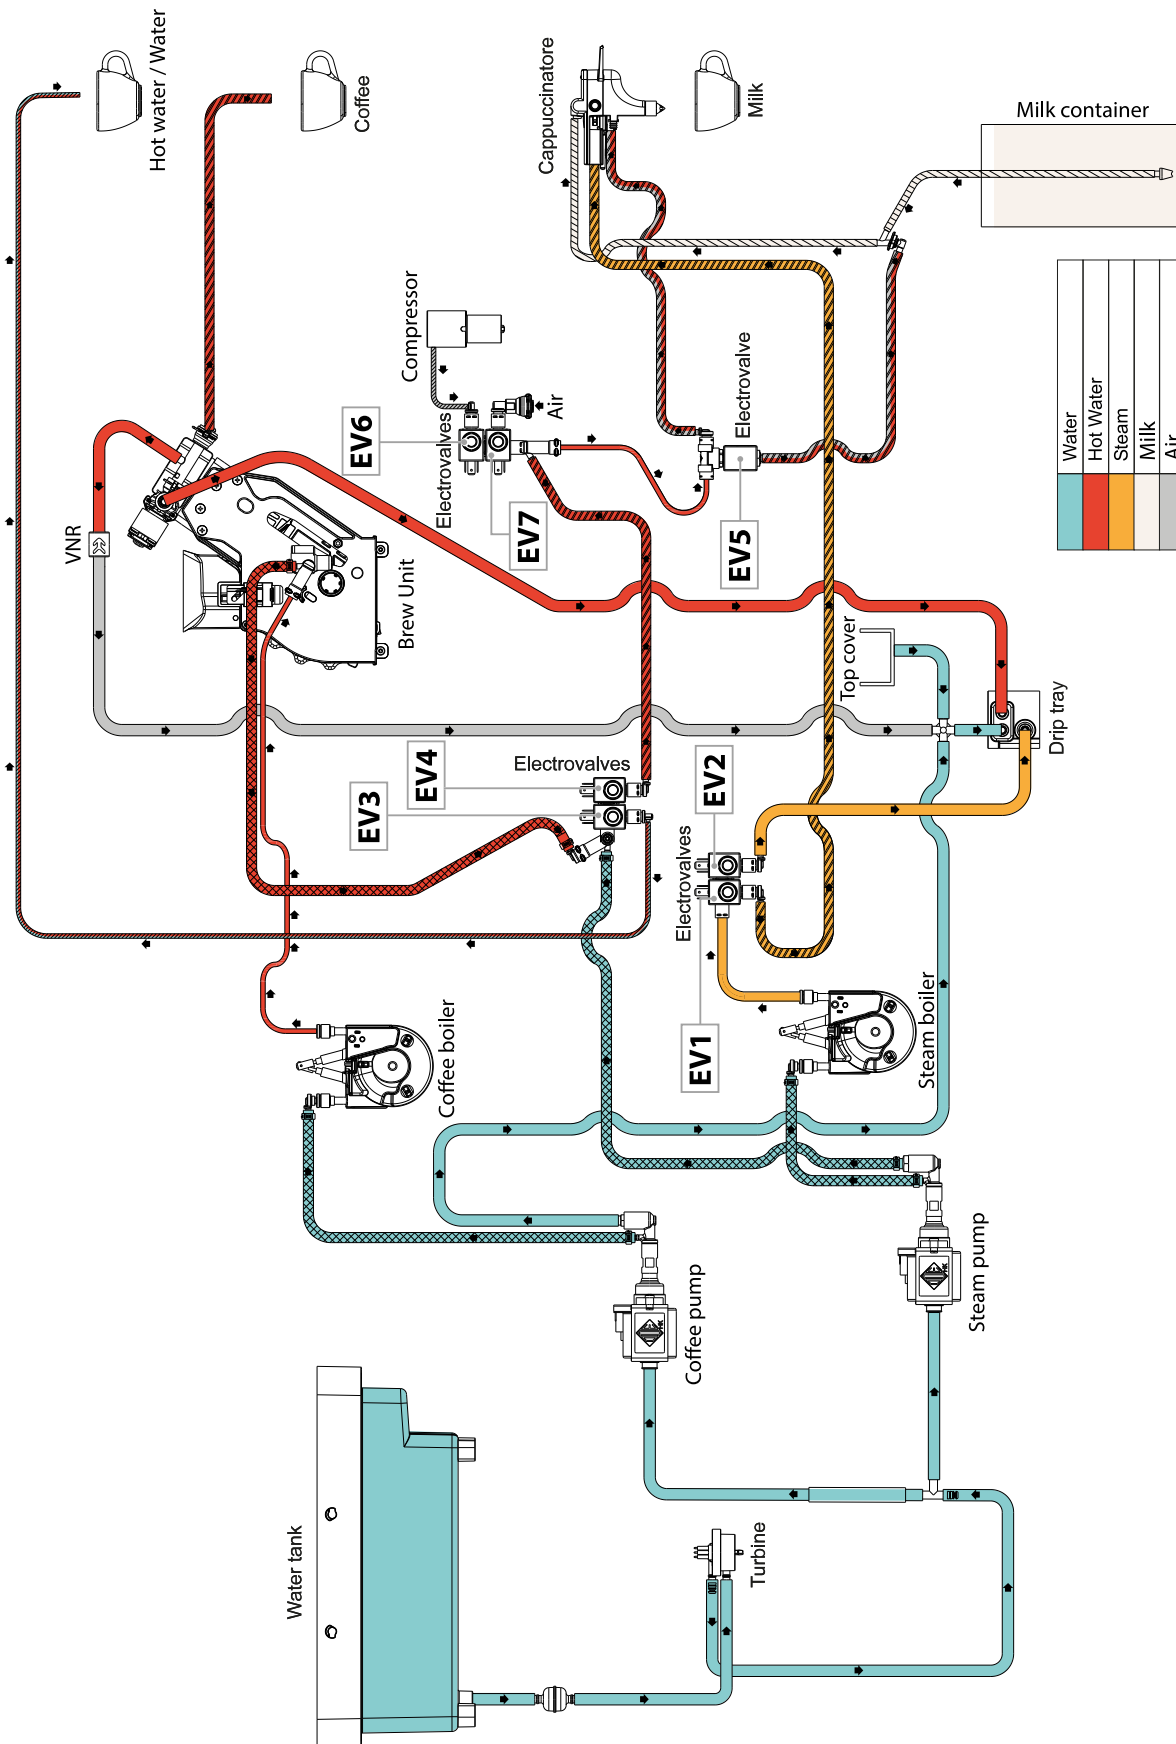 Hot water / Water
Coffee
Cappuccinatore
Milk
Milk container
Compressor
Air
Electrovalves
EV6
EV7
Electrovalve
EV5
VNR
Brew Unit
Water
Hot Water
Steam
Milk
Air
Top cover
Drip tray
Electrovalves
EV4
EV3
EV2
Electrovalves
EV1
Coffee boiler
Steam boiler
Coffee pump
Steam pump
Water tank
Turbine